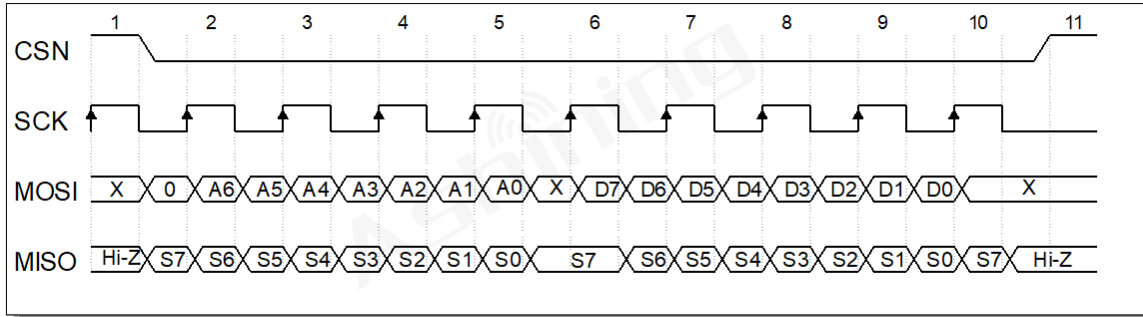 1 2 3 4 5 6 7 8 9 10 11
CSN
SCK
MOSI X 0 A6 A5 A4 A3 A2 A1 A0 X D7 D6 D5 D4 D3 D2 D1 D0 X
MISO Hi-Z S7 S6 S5 S4 S3 S2 S1 S0 S7 S6 S5 S4 S3 S2 S1 S0 S7 Hi-Z
Ashining